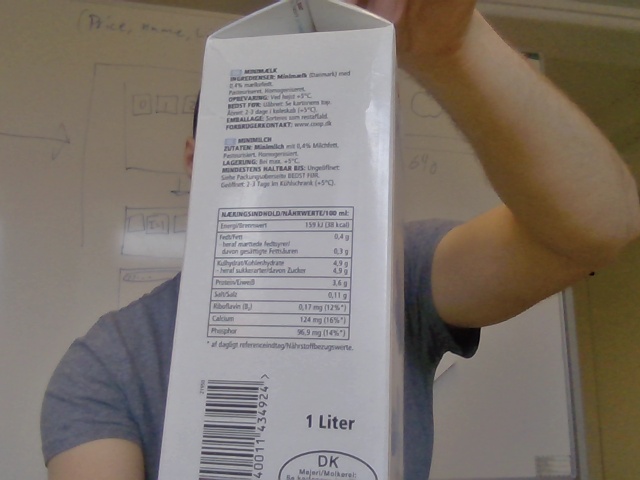 (Price, name, L
MINIMÆLK
INGREDIENSER: Minimælk (Danmark) med
0,4% mælkefedt.
Pasteuriseret. Homogeniseret.
OPBEVARING: Ved højst +5°C.
BEDST FØR: Uåbnet: Se kartonens top.
Åbnet: 2-3 dage i køleskab (+5°C).
EMBALLAGE: Sorteres som restaffald.
FORBRUGERKONTAKT: www.coop.dk
MINIMILCH
ZUTATEN: Minimilch mit 0,4% Milchfett.
Pasteurisiert. Homogenisiert.
LAGERUNG: Bei max. +5°C.
MINDESTENS HALTBAR BIS: Ungeöffnet:
Siehe Packungsoberseite BEDST FØR.
Geöffnet: 2-3 Tage im Kühlschrank (+5°C).
NÆRINGSINDHOLD/NÄHRWERTE/100 ml:
Energi/Brennwert 159 kJ (38 kcal)
Fedt/Fett 0,4 g
- heraf mættede fedtsyrer/
davon gesättigte Fettsäuren 0,1 g
Kulhydrat/Kohlenhydrate 4,9 g
- heraf sukkerarter/davon Zucker 4,9 g
Protein/Eiweiß 3,6 g
Salt/Salz 0,11 g
Riboflavin (B₂) 0,17 mg (12%*)
Calcium 124 mg (16%*)
Phosphor 96,9 mg (14%*)
* af dagligt referenceindtag/Nährstoffbezugswerte.
40011 434924 >
1 Liter
DK
Mejeri/Molkerei: